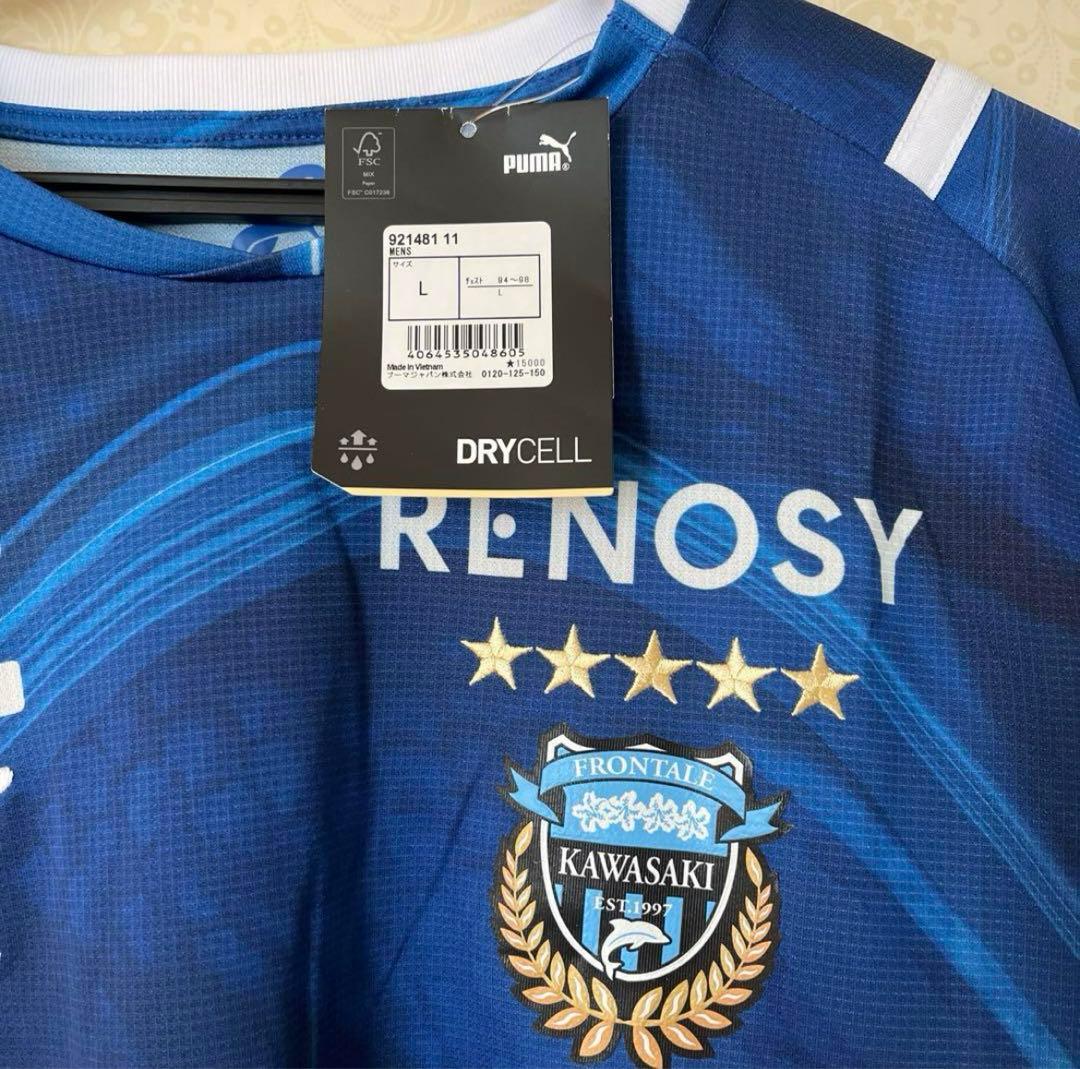 FSC
MIX
Paper
FSC® C017236
PUMA®
921481 11
MENS
サイズ
L
チェスト 94～98
L
4064535048605
★15000
Made in Vietnam
プーマジャパン株式会社 0120-125-150
DRYCELL
RENOSY
FRONTALE
KAWASAKI
EST.1997